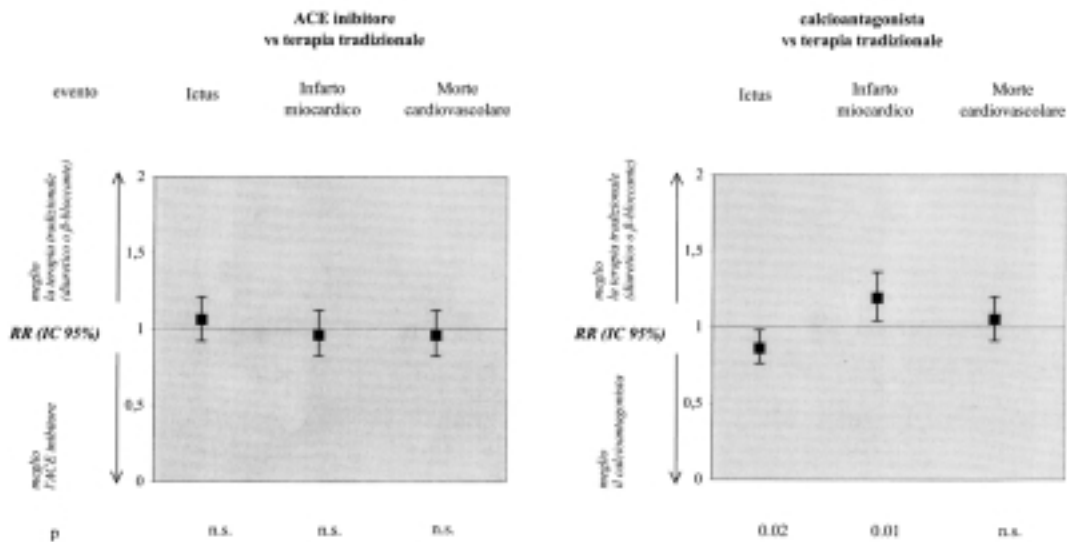 ACE inibitore
vs terapia tradizionale
evento
Ictus
Infarto
miocardico
Morte
cardiovascolare
meglio
la terapia tradizionale
(diuretico o β-bloccante)
RR (IC 95%)
meglio
l'ACE inibitore
2
1,5
1
0,5
0
p
n.s.
n.s.
n.s.
calcioantagonista
vs terapia tradizionale
Ictus
Infarto
miocardico
Morte
cardiovascolare
meglio
la terapia tradizionale
(diuretico o β-bloccante)
RR (IC 95%)
meglio
il calcioantagonista
2
1,5
1
0,5
0
0.02
0.01
n.s.